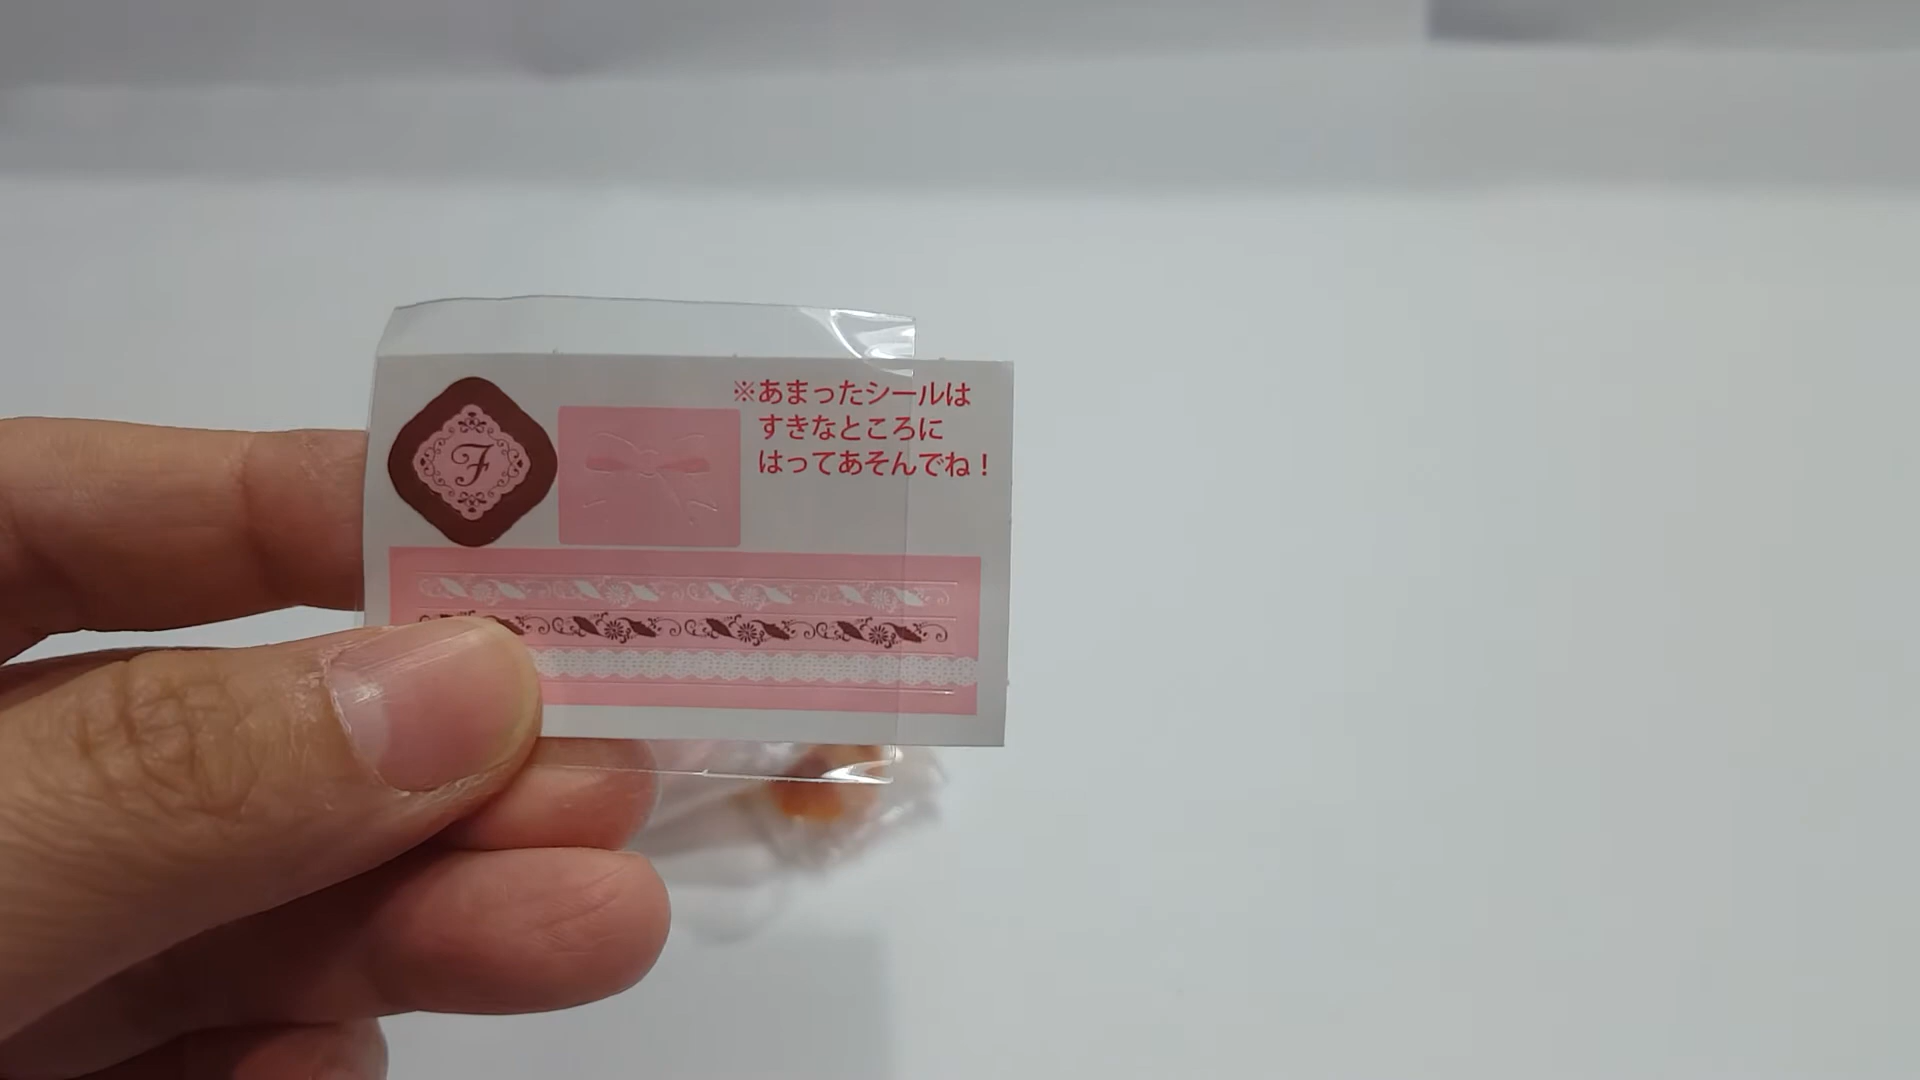 ※あまったシールは
すきなところに
はってあそんでね！
F